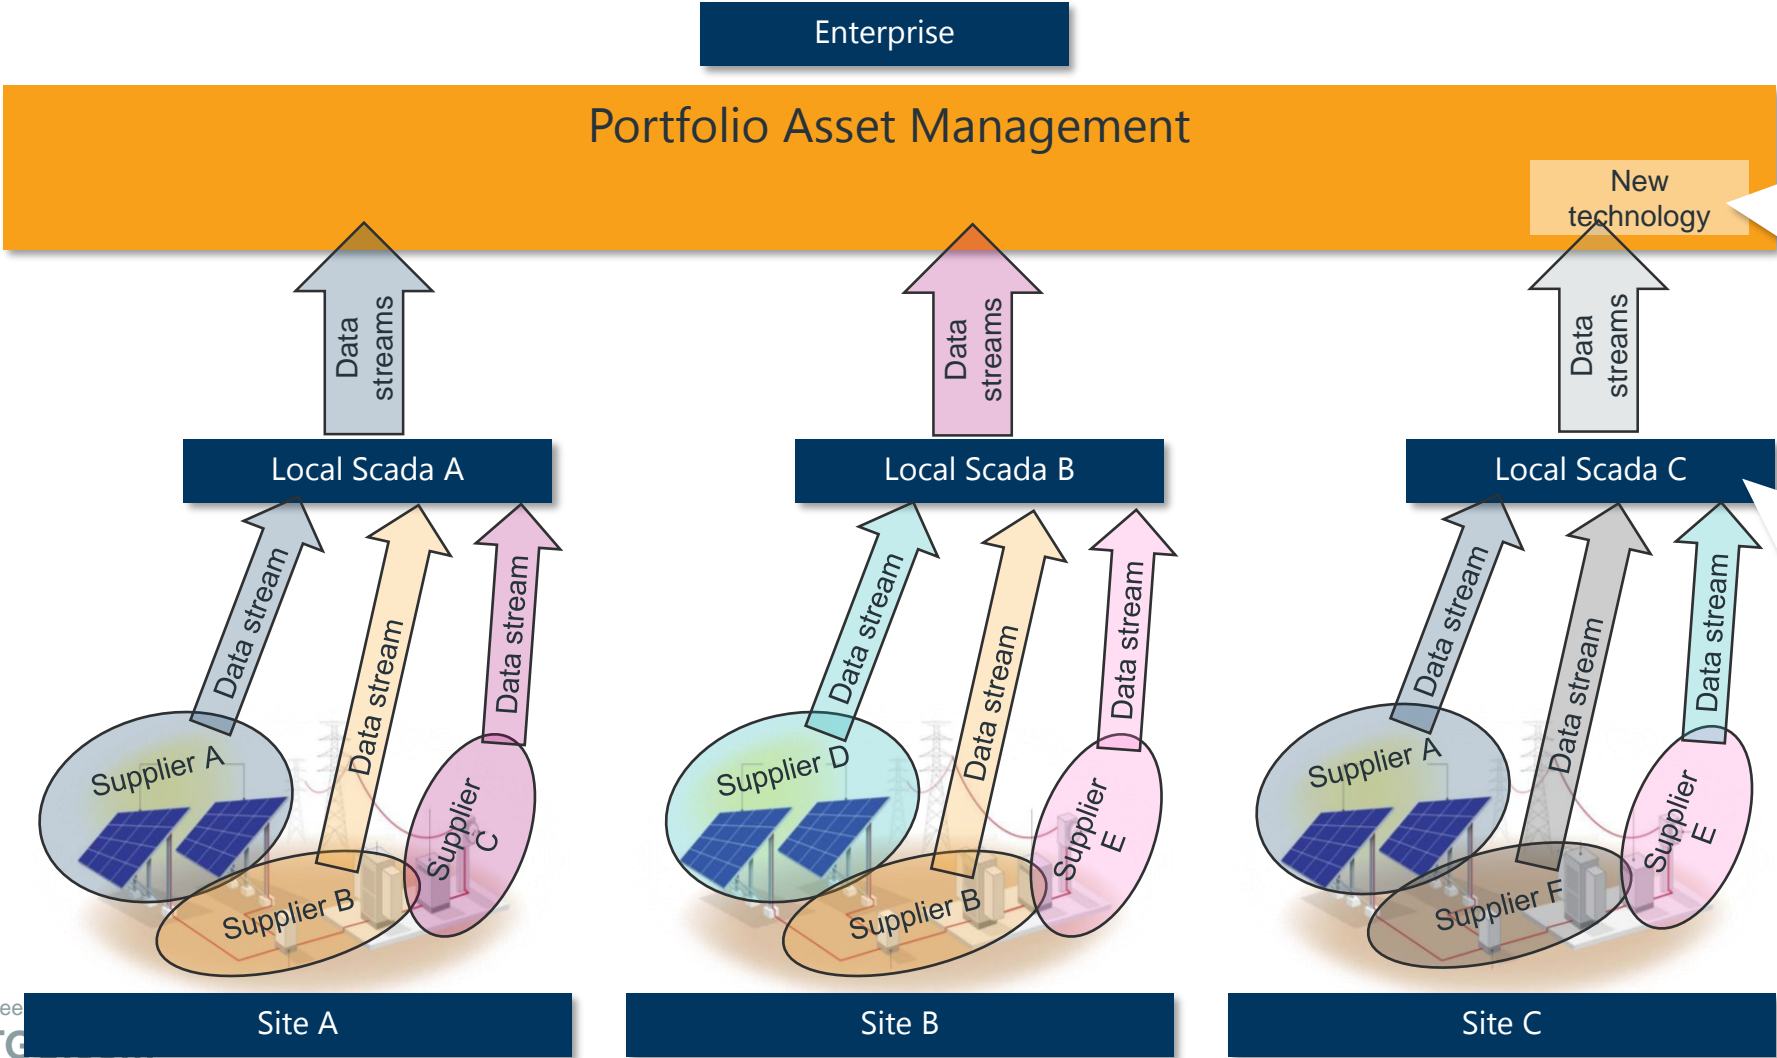 Enterprise
Portfolio Asset Management
New
technology
Data
streams
Data
streams
Data
streams
Local Scada A
Local Scada B
Local Scada C
Data stream
Data stream
Data stream
Data stream
Data stream
Data stream
Data stream
Data stream
Data stream
Supplier A
Supplier B
Supplier
C
Supplier D
Supplier B
Supplier
E
Supplier A
Supplier F
Supplier
E
Site A
Site B
Site C